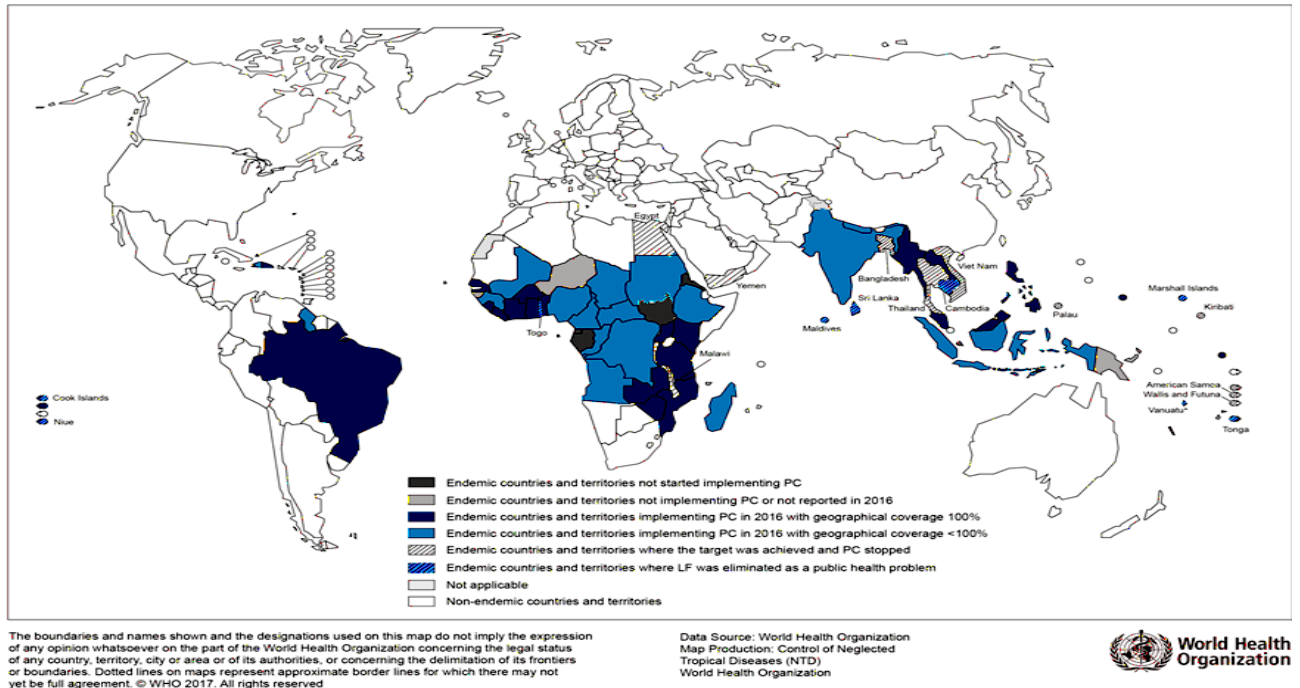 Egypt
Yemen
Togo
Malawi
Bangladesh
Viet Nam
Sri Lanka
Thailand
Cambodia
Maldives
Palau
Marshall Islands
Kiribati
American Samoa
Wallis and Futuna
Vanuatu
Tonga
Cook Islands
Niue
Endemic countries and territories not started implementing PC
Endemic countries and territories not implementing PC or not reported in 2016
Endemic countries and territories implementing PC in 2016 with geographical coverage 100%
Endemic countries and territories implementing PC in 2016 with geographical coverage <100%
Endemic countries and territories where the target was achieved and PC stopped
Endemic countries and territories where LF was eliminated as a public health problem
Not applicable
Non-endemic countries and territories
The boundaries and names shown and the designations used on this map do not imply the expression
of any opinion whatsoever on the part of the World Health Organization concerning the legal status
of any country, territory, city or area or of its authorities, or concerning the delimitation of its frontiers
or boundaries. Dotted lines on maps represent approximate border lines for which there may not
yet be full agreement. © WHO 2017. All rights reserved
Data Source: World Health Organization
Map Production: Control of Neglected
Tropical Diseases (NTD)
World Health Organization
World Health
Organization